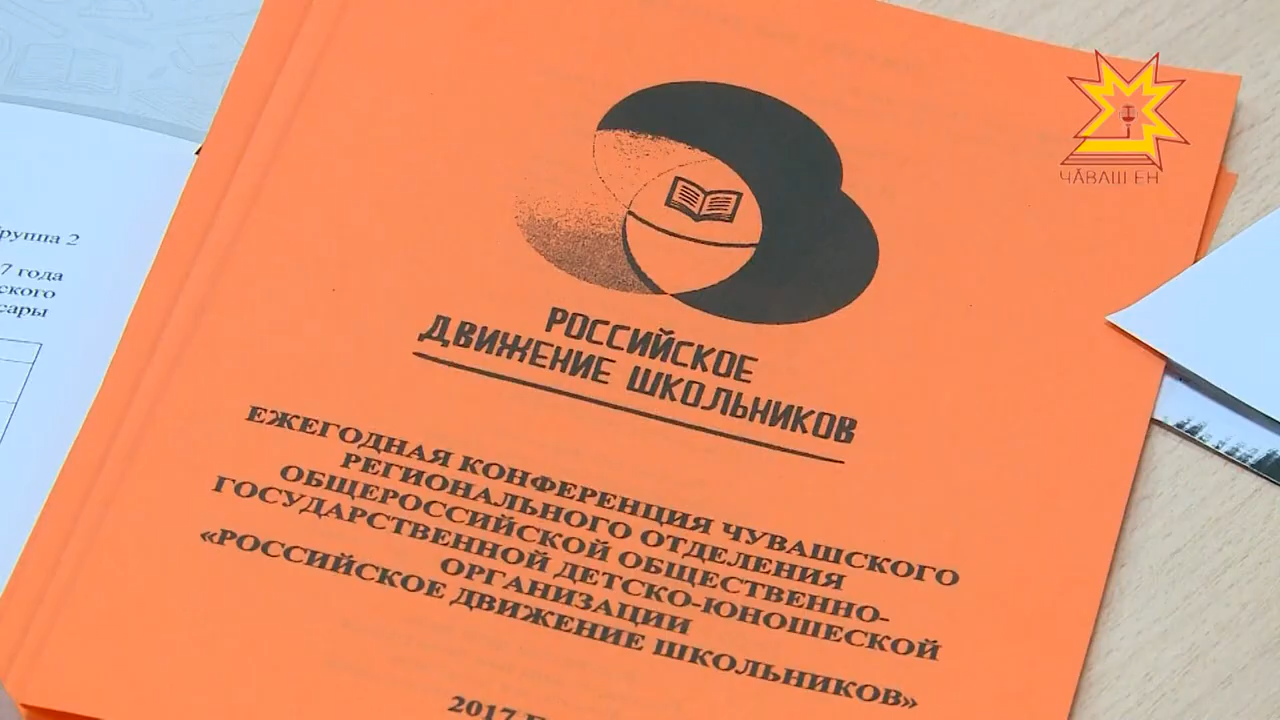 РОССИЙСКОЕ
ДВИЖЕНИЕ ШКОЛЬНИКОВ
ЕЖЕГОДНАЯ КОНФЕРЕНЦИЯ ЧУВАШСКОГО
РЕГИОНАЛЬНОГО ОТДЕЛЕНИЯ
ОБЩЕРОССИЙСКОЙ ОБЩЕСТВЕННО-
ГОСУДАРСТВЕННОЙ ДЕТСКО-ЮНОШЕСКОЙ
ОРГАНИЗАЦИИ
«РОССИЙСКОЕ ДВИЖЕНИЕ ШКОЛЬНИКОВ»
2017 Г
ЧӐВАШ ЕН
руппа 2
7 года
ского
сары